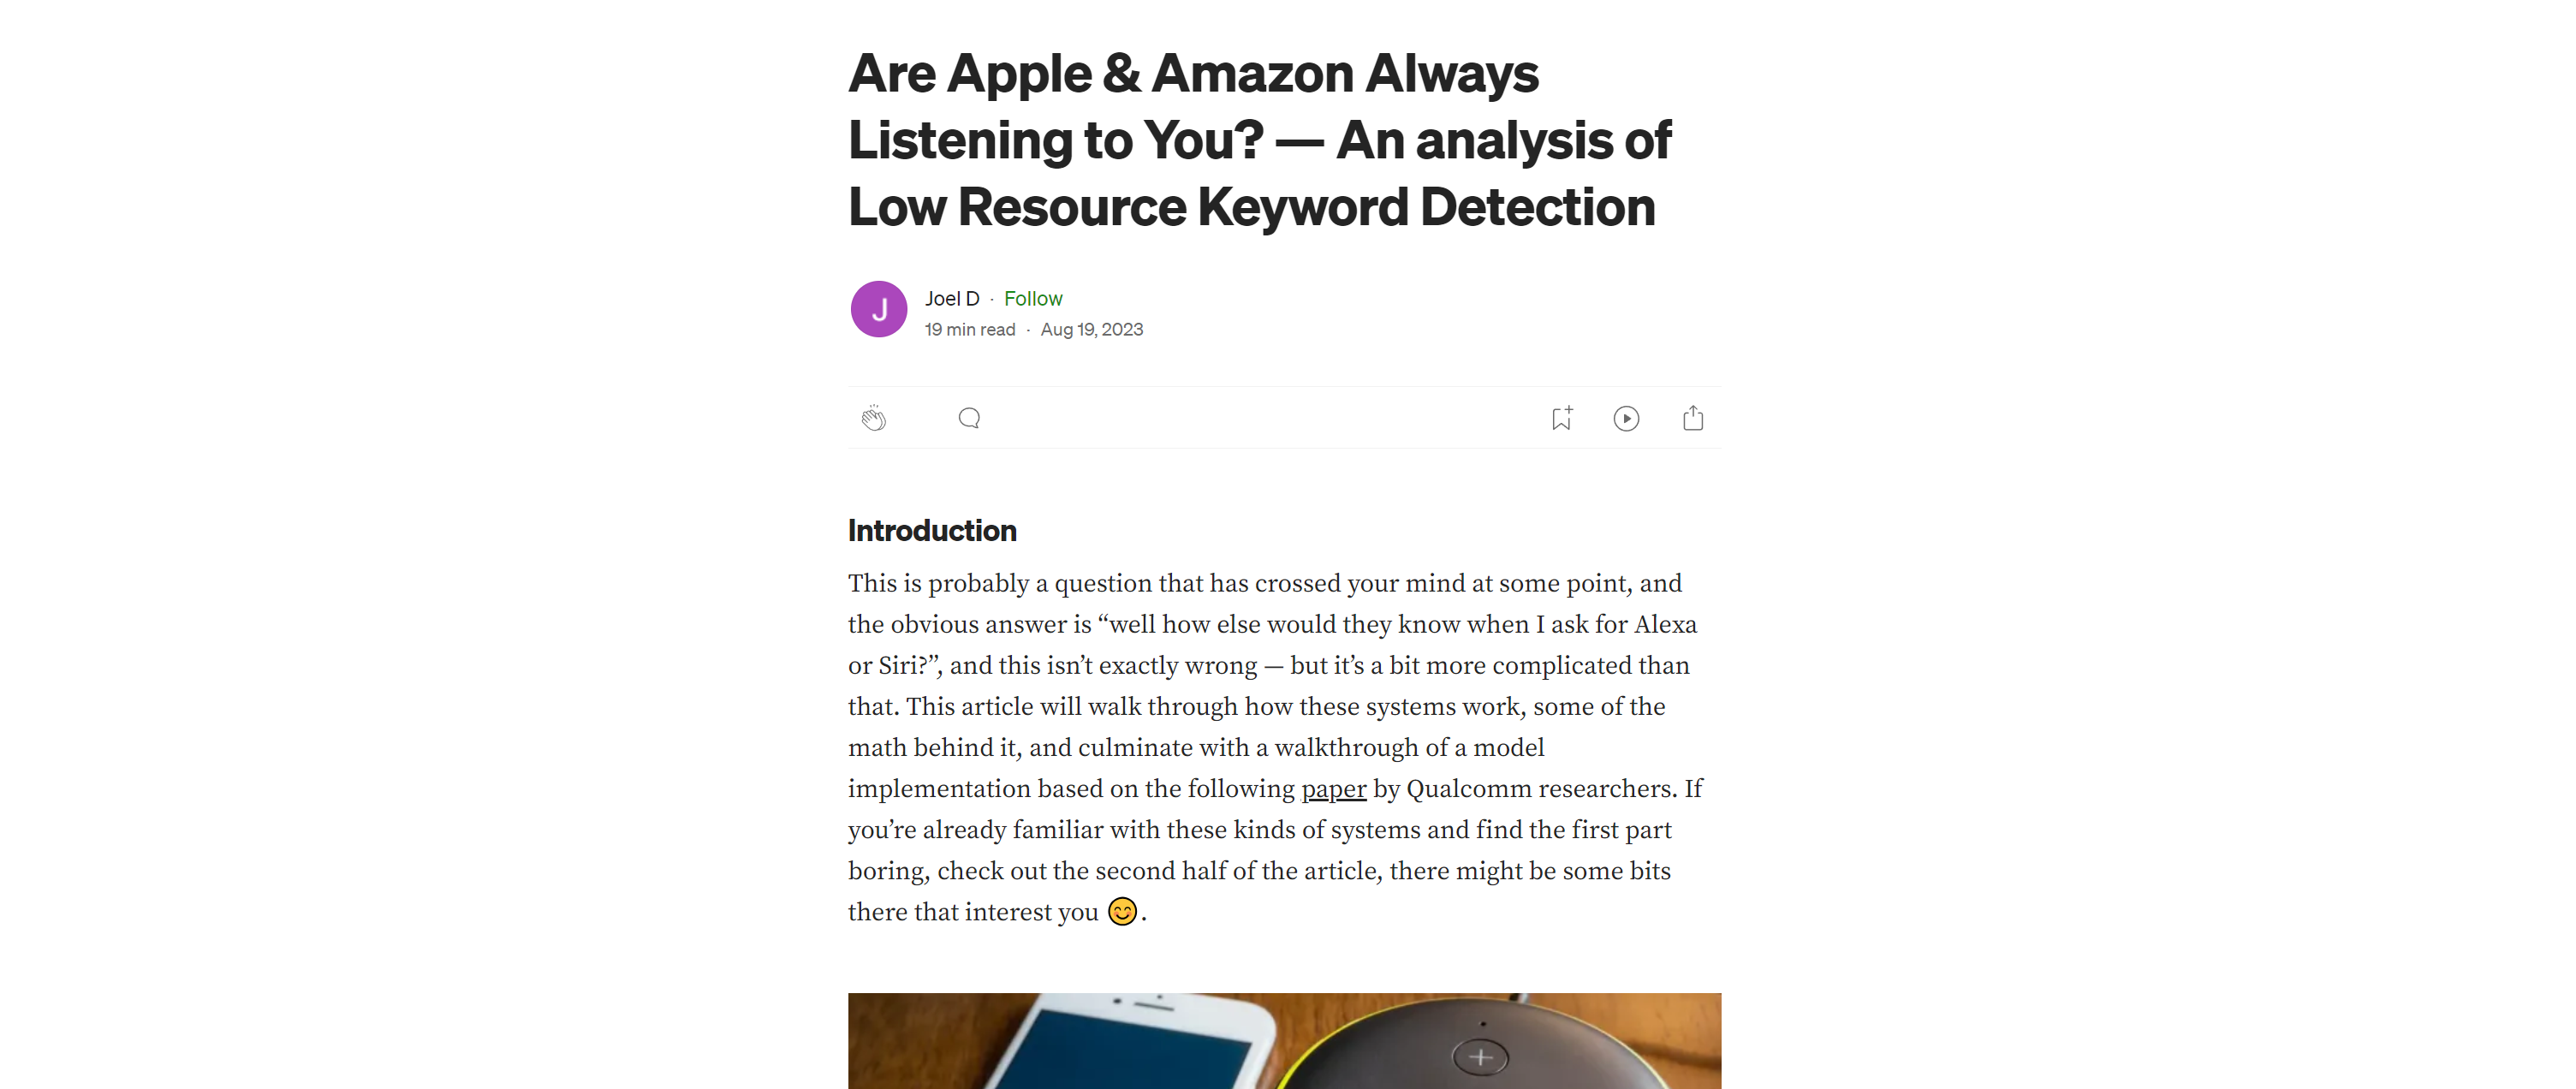 Are Apple & Amazon Always
Listening to You? — An analysis of
Low Resource Keyword Detection
J
Joel D · Follow
19 min read · Aug 19, 2023
Introduction
This is probably a question that has crossed your mind at some point, and
the obvious answer is “well how else would they know when I ask for Alexa
or Siri?”, and this isn’t exactly wrong — but it’s a bit more complicated than
that. This article will walk through how these systems work, some of the
math behind it, and culminate with a walkthrough of a model
implementation based on the following paper by Qualcomm researchers. If
you’re already familiar with these kinds of systems and find the first part
boring, check out the second half of the article, there might be some bits
there that interest you 😊.